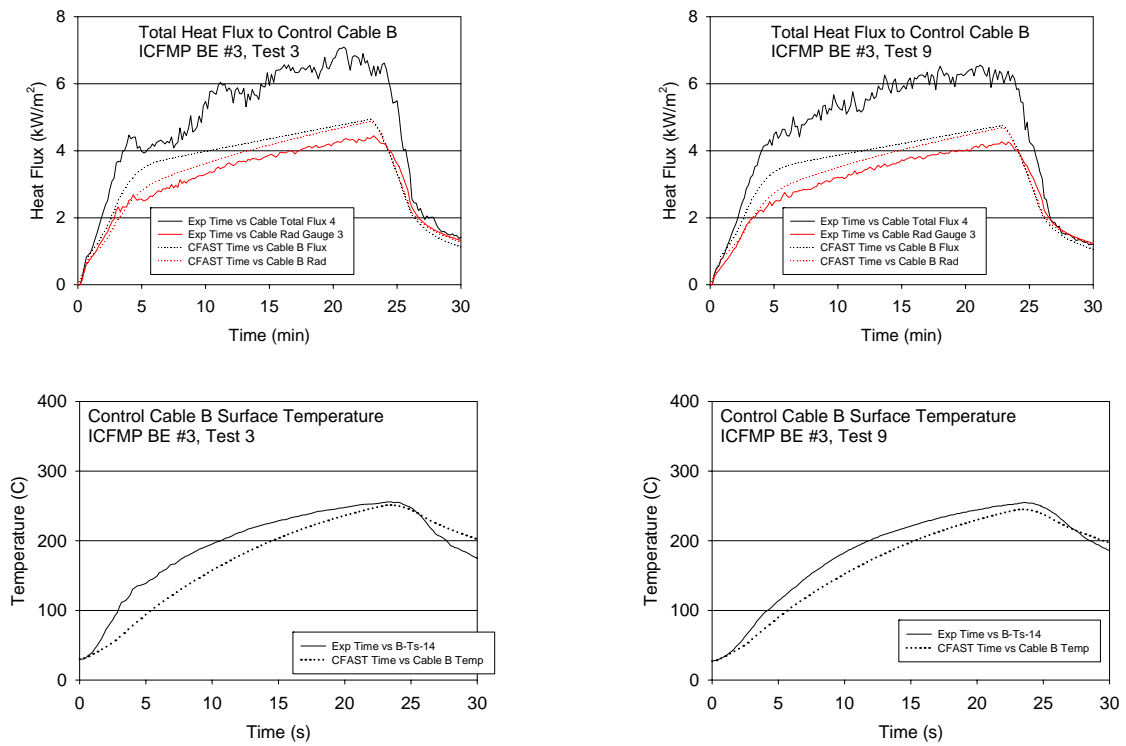 Total Heat Flux to Control Cable B
ICFMP BE #3, Test 3
Heat Flux (kW/m²)
8
6
4
2
0
Exp Time vs Cable Total Flux 4
Exp Time vs Cable Rad Gauge 3
CFAST Time vs Cable B Flux
CFAST Time vs Cable B Rad
0 5 10 15 20 25 30
Time (min)
Total Heat Flux to Control Cable B
ICFMP BE #3, Test 9
Heat Flux (kW/m²)
8
6
4
2
0
Exp Time vs Cable Total Flux 4
Exp Time vs Cable Rad Gauge 3
CFAST Time vs Cable B Flux
CFAST Time vs Cable B Rad
0 5 10 15 20 25 30
Time (min)
Control Cable B Surface Temperature
ICFMP BE #3, Test 3
Temperature (C)
400
300
200
100
0
Exp Time vs B-Ts-14
CFAST Time vs Cable B Temp
0 5 10 15 20 25 30
Time (s)
Control Cable B Surface Temperature
ICFMP BE #3, Test 9
Temperature (C)
400
300
200
100
0
Exp Time vs B-Ts-14
CFAST Time vs Cable B Temp
0 5 10 15 20 25 30
Time (s)